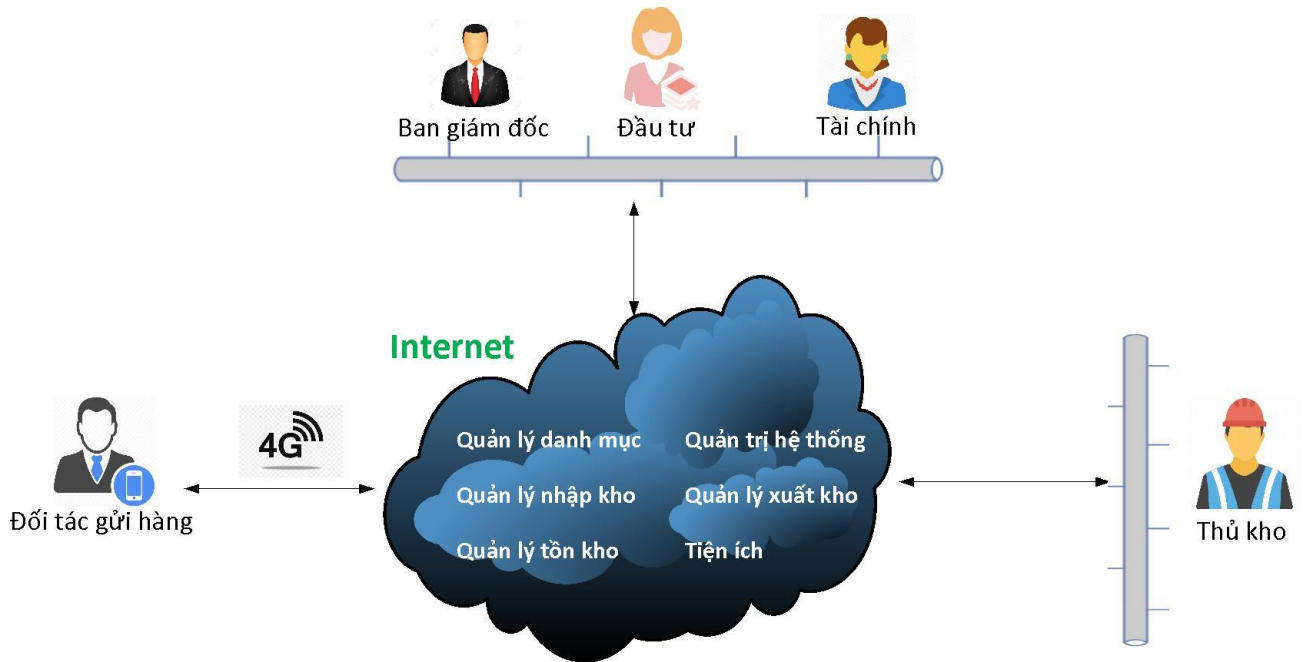 Ban giám đốc
Đầu tư
Tài chính
Internet
4G
Quản lý danh mục
Quản trị hệ thống
Quản lý nhập kho
Quản lý xuất kho
Quản lý tồn kho
Tiện ích
Đối tác gửi hàng
Thủ kho